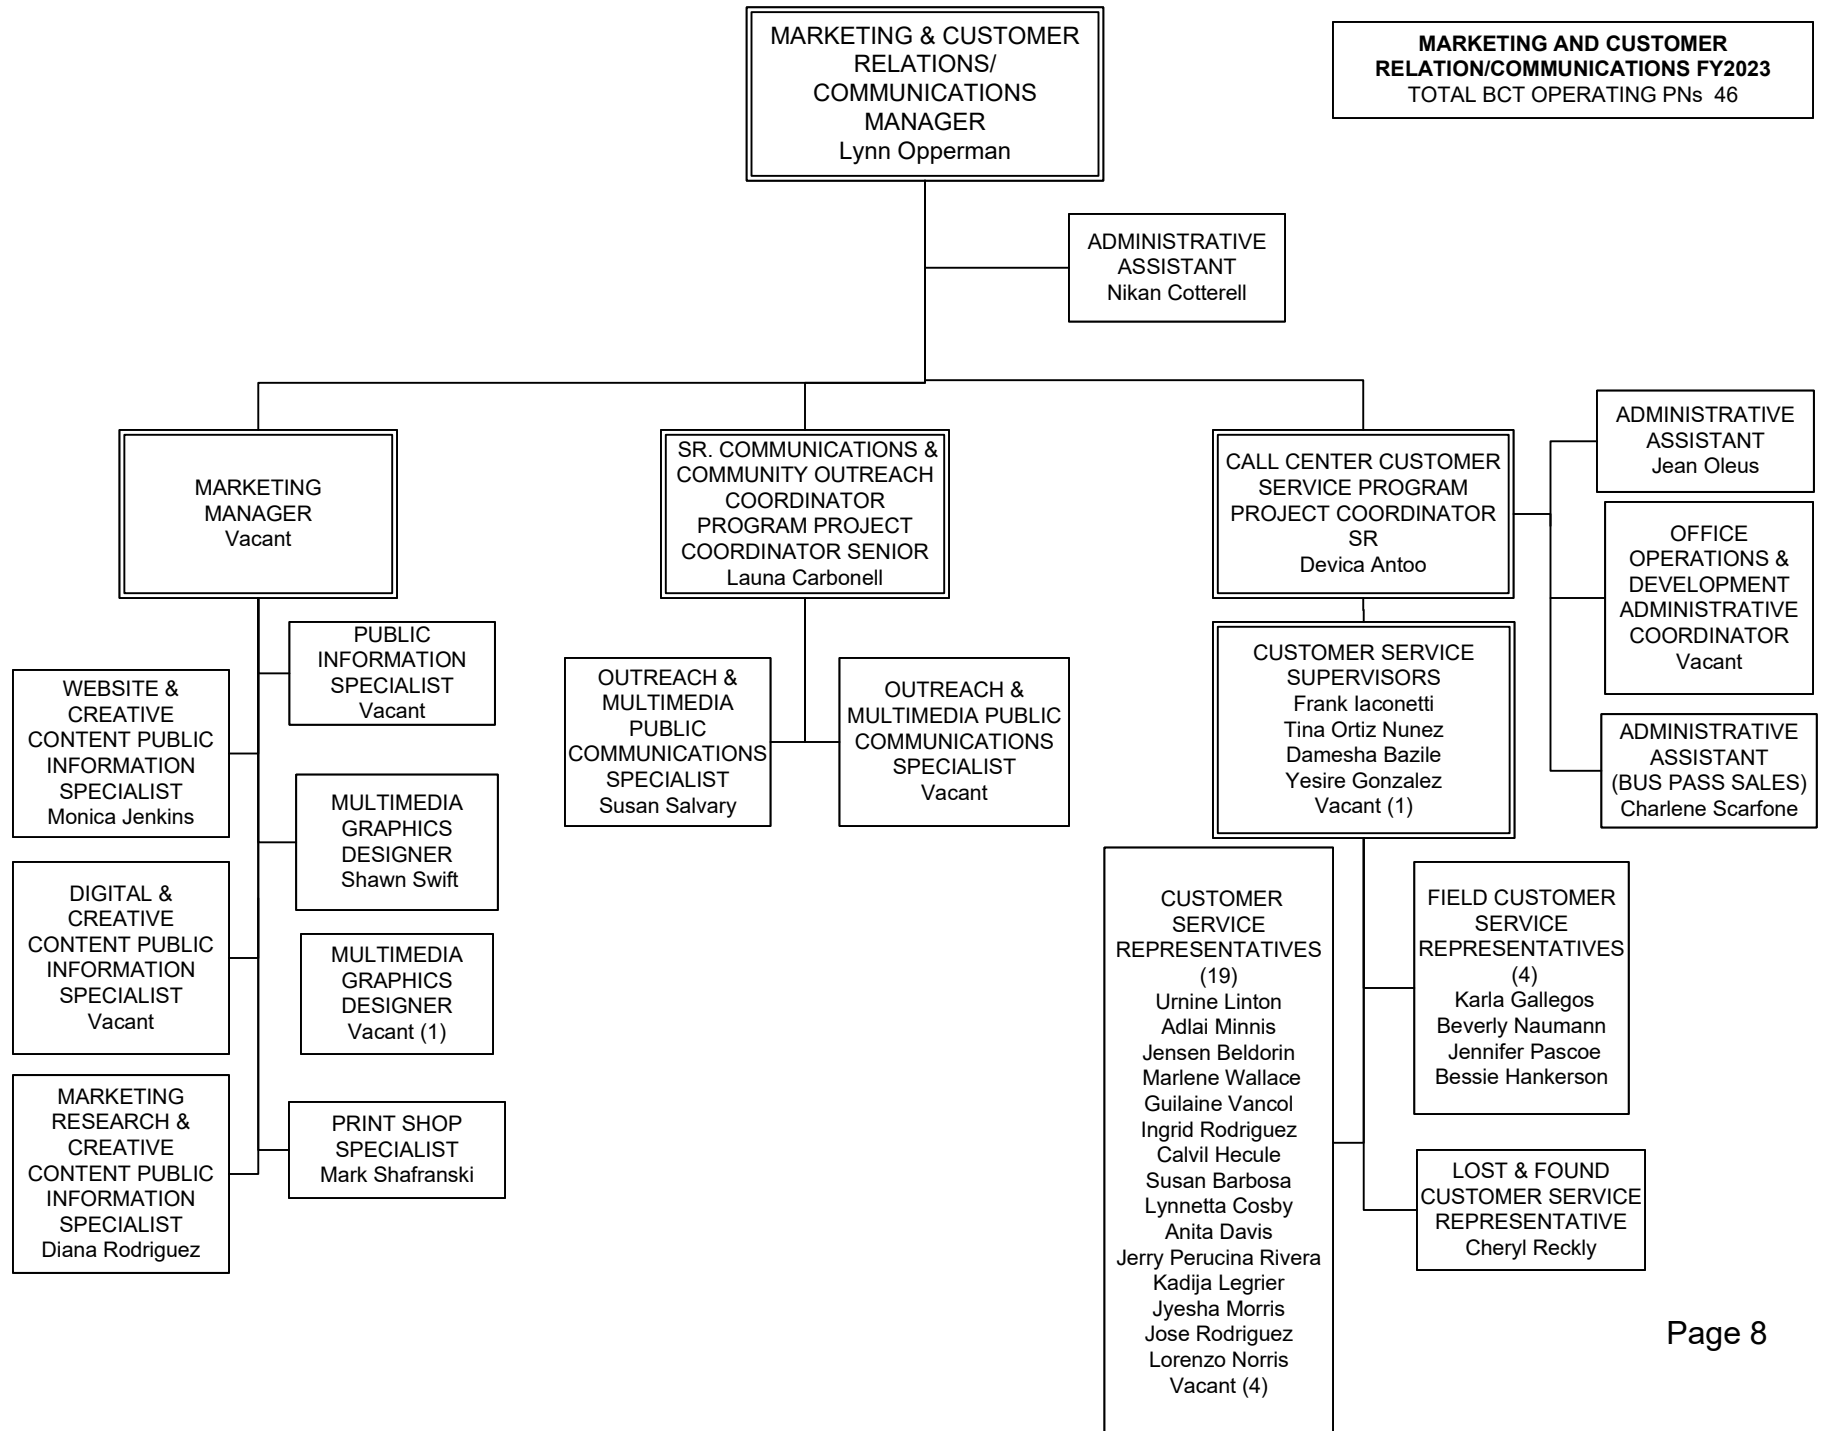 MARKETING & CUSTOMER
RELATIONS/
COMMUNICATIONS
MANAGER
Lynn Opperman
MARKETING AND CUSTOMER
RELATION/COMMUNICATIONS FY2023
TOTAL BCT OPERATING PNs 46
ADMINISTRATIVE
ASSISTANT
Nikan Cotterell
MARKETING
MANAGER
Vacant
SR. COMMUNICATIONS &
COMMUNITY OUTREACH
COORDINATOR
PROGRAM PROJECT
COORDINATOR SENIOR
Launa Carbonell
CALL CENTER CUSTOMER
SERVICE PROGRAM
PROJECT COORDINATOR
SR
Devica Antoo
ADMINISTRATIVE
ASSISTANT
Jean Oleus
OFFICE
OPERATIONS &
DEVELOPMENT
ADMINISTRATIVE
COORDINATOR
Vacant
ADMINISTRATIVE
ASSISTANT
(BUS PASS SALES)
Charlene Scarfone
PUBLIC
INFORMATION
SPECIALIST
Vacant
WEBSITE &
CREATIVE
CONTENT PUBLIC
INFORMATION
SPECIALIST
Monica Jenkins
MULTIMEDIA
GRAPHICS
DESIGNER
Shawn Swift
DIGITAL &
CREATIVE
CONTENT PUBLIC
INFORMATION
SPECIALIST
Vacant
MULTIMEDIA
GRAPHICS
DESIGNER
Vacant (1)
MARKETING
RESEARCH &
CREATIVE
CONTENT PUBLIC
INFORMATION
SPECIALIST
Diana Rodriguez
PRINT SHOP
SPECIALIST
Mark Shafranski
OUTREACH &
MULTIMEDIA
PUBLIC
COMMUNICATIONS
SPECIALIST
Susan Salvary
OUTREACH &
MULTIMEDIA PUBLIC
COMMUNICATIONS
SPECIALIST
Vacant
CUSTOMER SERVICE
SUPERVISORS
Frank Iaconetti
Tina Ortiz Nunez
Damesha Bazile
Yesire Gonzalez
Vacant (1)
CUSTOMER
SERVICE
REPRESENTATIVES
(19)
Urnine Linton
Adlai Minnis
Jensen Beldorin
Marlene Wallace
Guilaine Vancol
Ingrid Rodriguez
Calvil Hecule
Susan Barbosa
Lynnetta Cosby
Anita Davis
Jerry Perucina Rivera
Kadija Legrier
Jyesha Morris
Jose Rodriguez
Lorenzo Norris
Vacant (4)
FIELD CUSTOMER
SERVICE
REPRESENTATIVES
(4)
Karla Gallegos
Beverly Naumann
Jennifer Pascoe
Bessie Hankerson
LOST & FOUND
CUSTOMER SERVICE
REPRESENTATIVE
Cheryl Reckly
Page 8